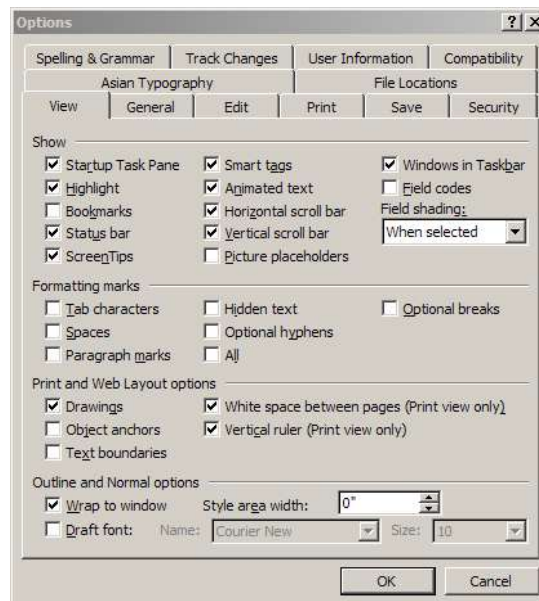 Options
Spelling & Grammar Track Changes User Information Compatibility
Asian Typography File Locations
View General Edit Print Save Security
Show
Startup Task Pane Smart tags Windows in Taskbar
Highlight Animated text Field codes
Bookmarks Horizontal scroll bar Field shading:
Status bar Vertical scroll bar When selected
ScreenTips Picture placeholders
Formatting marks
Tab characters Hidden text Optional breaks
Spaces Optional hyphens
Paragraph marks All
Print and Web Layout options
Drawings White space between pages (Print view only)
Object anchors Vertical ruler (Print view only)
Text boundaries
Outline and Normal options
Wrap to window Style area width: 0"
Draft font: Name: Courier New Size: 10
OK Cancel